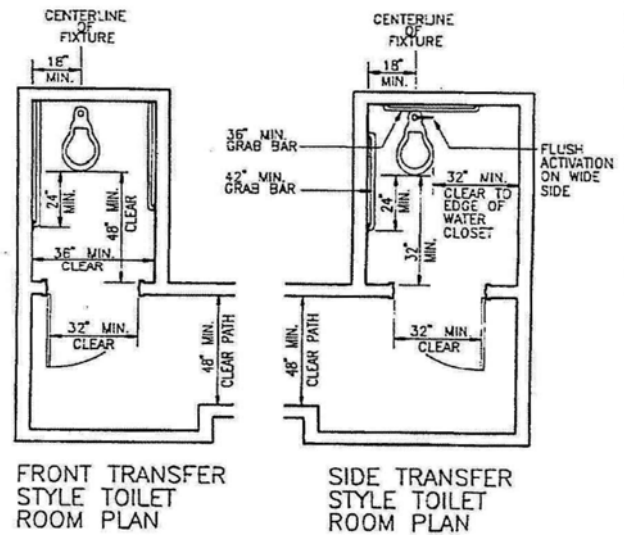 CENTERLINE
OF
FIXTURE
18"
MIN.
24"
MIN.
48" MIN.
CLEAR
36" MIN.
CLEAR
32" MIN.
CLEAR
48" MIN.
CLEAR PATH
FRONT TRANSFER
STYLE TOILET
ROOM PLAN
CENTERLINE
OF
FIXTURE
18"
MIN.
36" MIN.
GRAB BAR
42" MIN.
GRAB BAR
FLUSH
ACTIVATION
ON WIDE
SIDE
32" MIN.
CLEAR TO
EDGE OF
WATER
CLOSET
24"
MIN.
32"
MIN.
32" MIN.
CLEAR
48" MIN.
CLEAR PATH
SIDE TRANSFER
STYLE TOILET
ROOM PLAN